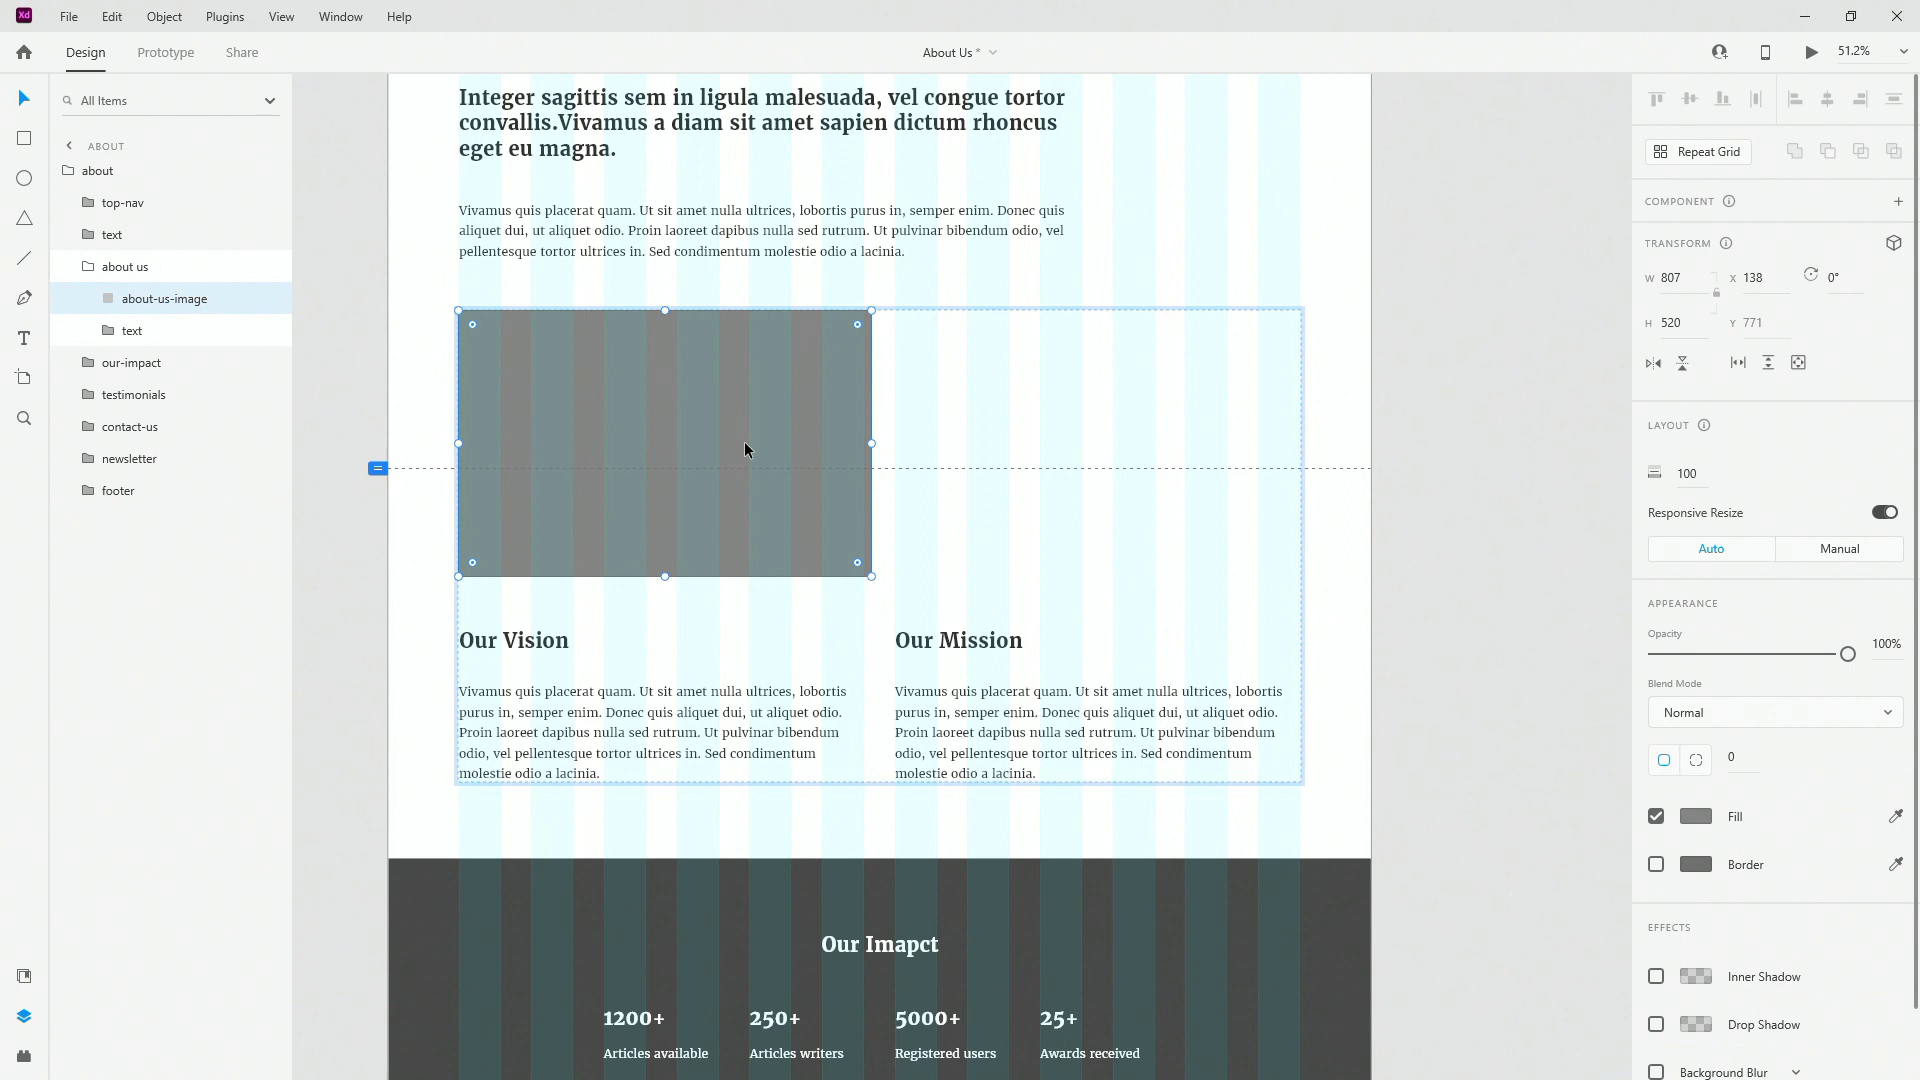 Xd File Edit Object Plugins View Window Help
Design Prototype Share About Us * 51.2%
All Items
ABOUT
about
top-nav
text
about us
about-us-image
text
our-impact
testimonials
contact-us
newsletter
footer
Integer sagittis sem in ligula malesuada, vel congue tortor
convallis.Vivamus a diam sit amet sapien dictum rhoncus
eget eu magna.
Vivamus quis placerat quam. Ut sit amet nulla ultrices, lobortis purus in, semper enim. Donec quis
aliquet dui, ut aliquet odio. Proin laoreet dapibus nulla sed rutrum. Ut pulvinar bibendum odio, vel
pellentesque tortor ultrices in. Sed condimentum molestie odio a lacinia.
Our Vision
Vivamus quis placerat quam. Ut sit amet nulla ultrices, lobortis
purus in, semper enim. Donec quis aliquet dui, ut aliquet odio.
Proin laoreet dapibus nulla sed rutrum. Ut pulvinar bibendum
odio, vel pellentesque tortor ultrices in. Sed condimentum
molestie odio a lacinia.
Our Mission
Vivamus quis placerat quam. Ut sit amet nulla ultrices, lobortis
purus in, semper enim. Donec quis aliquet dui, ut aliquet odio.
Proin laoreet dapibus nulla sed rutrum. Ut pulvinar bibendum
odio, vel pellentesque tortor ultrices in. Sed condimentum
molestie odio a lacinia.
Our Imapct
1200+ 250+ 5000+ 25+
Articles available Articles writers Registered users Awards received
Repeat Grid
COMPONENT
TRANSFORM
W 807 X 138 0°
H 520 Y 771
LAYOUT
100
Responsive Resize
Auto Manual
APPEARANCE
Opacity
100%
Blend Mode
Normal
0
Fill
Border
EFFECTS
Inner Shadow
Drop Shadow
Background Blur